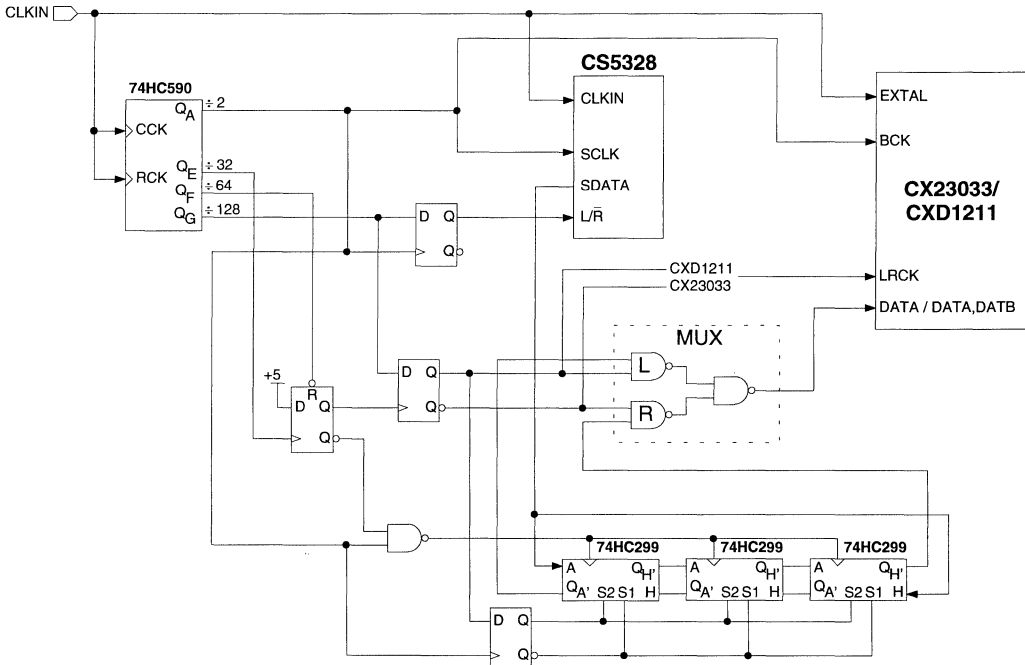 CLKIN
74HC590
QA ÷ 2
CCK
QE ÷ 32
RCK
QF ÷ 64
QG ÷ 128
CS5328
CLKIN
SCLK
SDATA
L/R̅
EXTAL
BCK
CX23033/
CXD1211
LRCK
DATA / DATA,DATB
D Q
Q
CXD1211
CX23033
MUX
L
R
D Q
Q
+5
R
D Q
Q
74HC299
A QH'
QA' S2 S1 H
74HC299
A QH'
QA' S2 S1 H
74HC299
A QH'
QA' S2 S1 H
D Q
Q